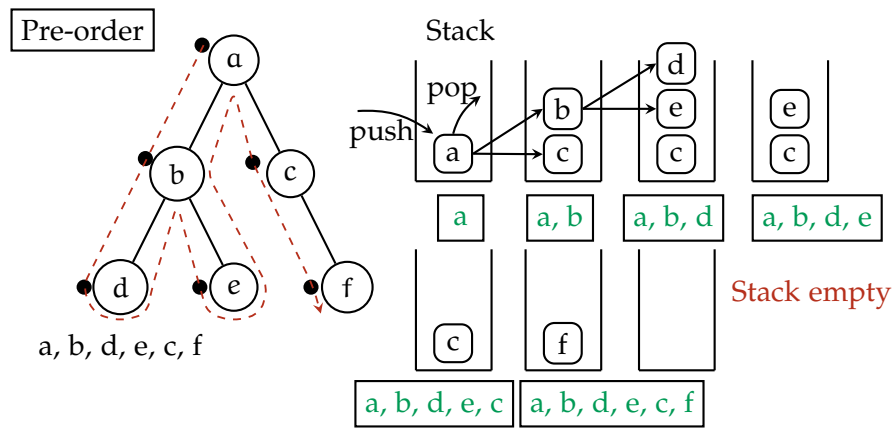 Pre-order
Stack
a
b
c
d
e
f
a, b, d, e, c, f
push
pop
a
b
c
d
e
c
e
c
a
a, b
a, b, d
a, b, d, e
c
f
Stack empty
a, b, d, e, c
a, b, d, e, c, f